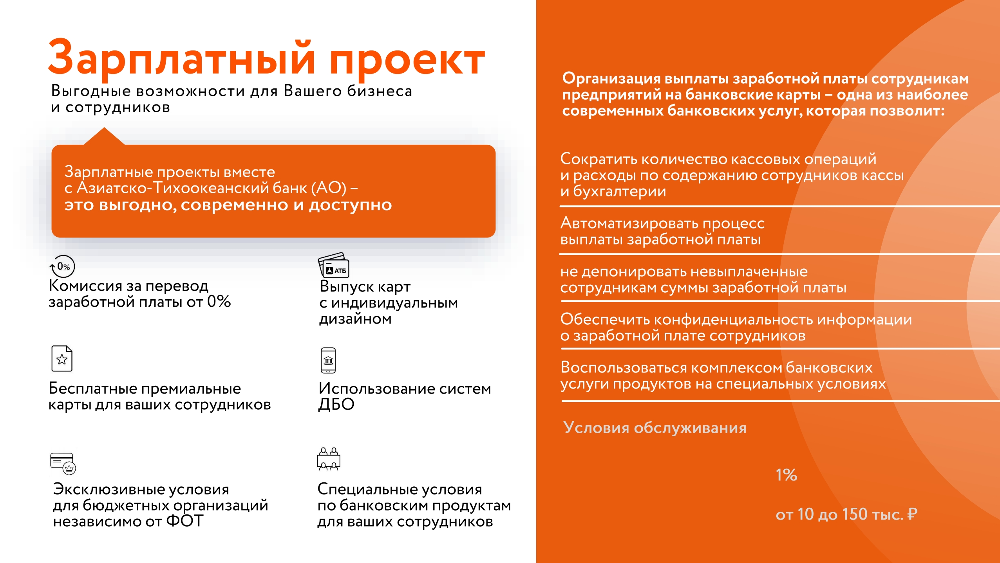 Зарплатный проект
Выгодные возможности для Вашего бизнеса
и сотрудников
Зарплатные проекты вместе
с Азиатско-Тихоокеанский банк (АО) –
это выгодно, современно и доступно
0%
Комиссия за перевод
заработной платы от 0%
АТБ
Выпуск карт
с индивидуальным
дизайном
Бесплатные премиальные
карты для ваших сотрудников
Использование систем
ДБО
Эксклюзивные условия
для бюджетных организаций
независимо от ФОТ
Специальные условия
по банковским продуктам
для ваших сотрудников
Организация выплаты заработной платы сотрудникам
предприятий на банковские карты – одна из наиболее
современных банковских услуг, которая позволит:
Сократить количество кассовых операций
и расходы по содержанию сотрудников кассы
и бухгалтерии
Автоматизировать процесс
выплаты заработной платы
не депонировать невыплаченные
сотрудникам суммы заработной платы
Обеспечить конфиденциальность информации
о заработной плате сотрудников
Воспользоваться комплексом банковских
услуги продуктов на специальных условиях
Условия обслуживания
1%
от 10 до 150 тыс. ₽